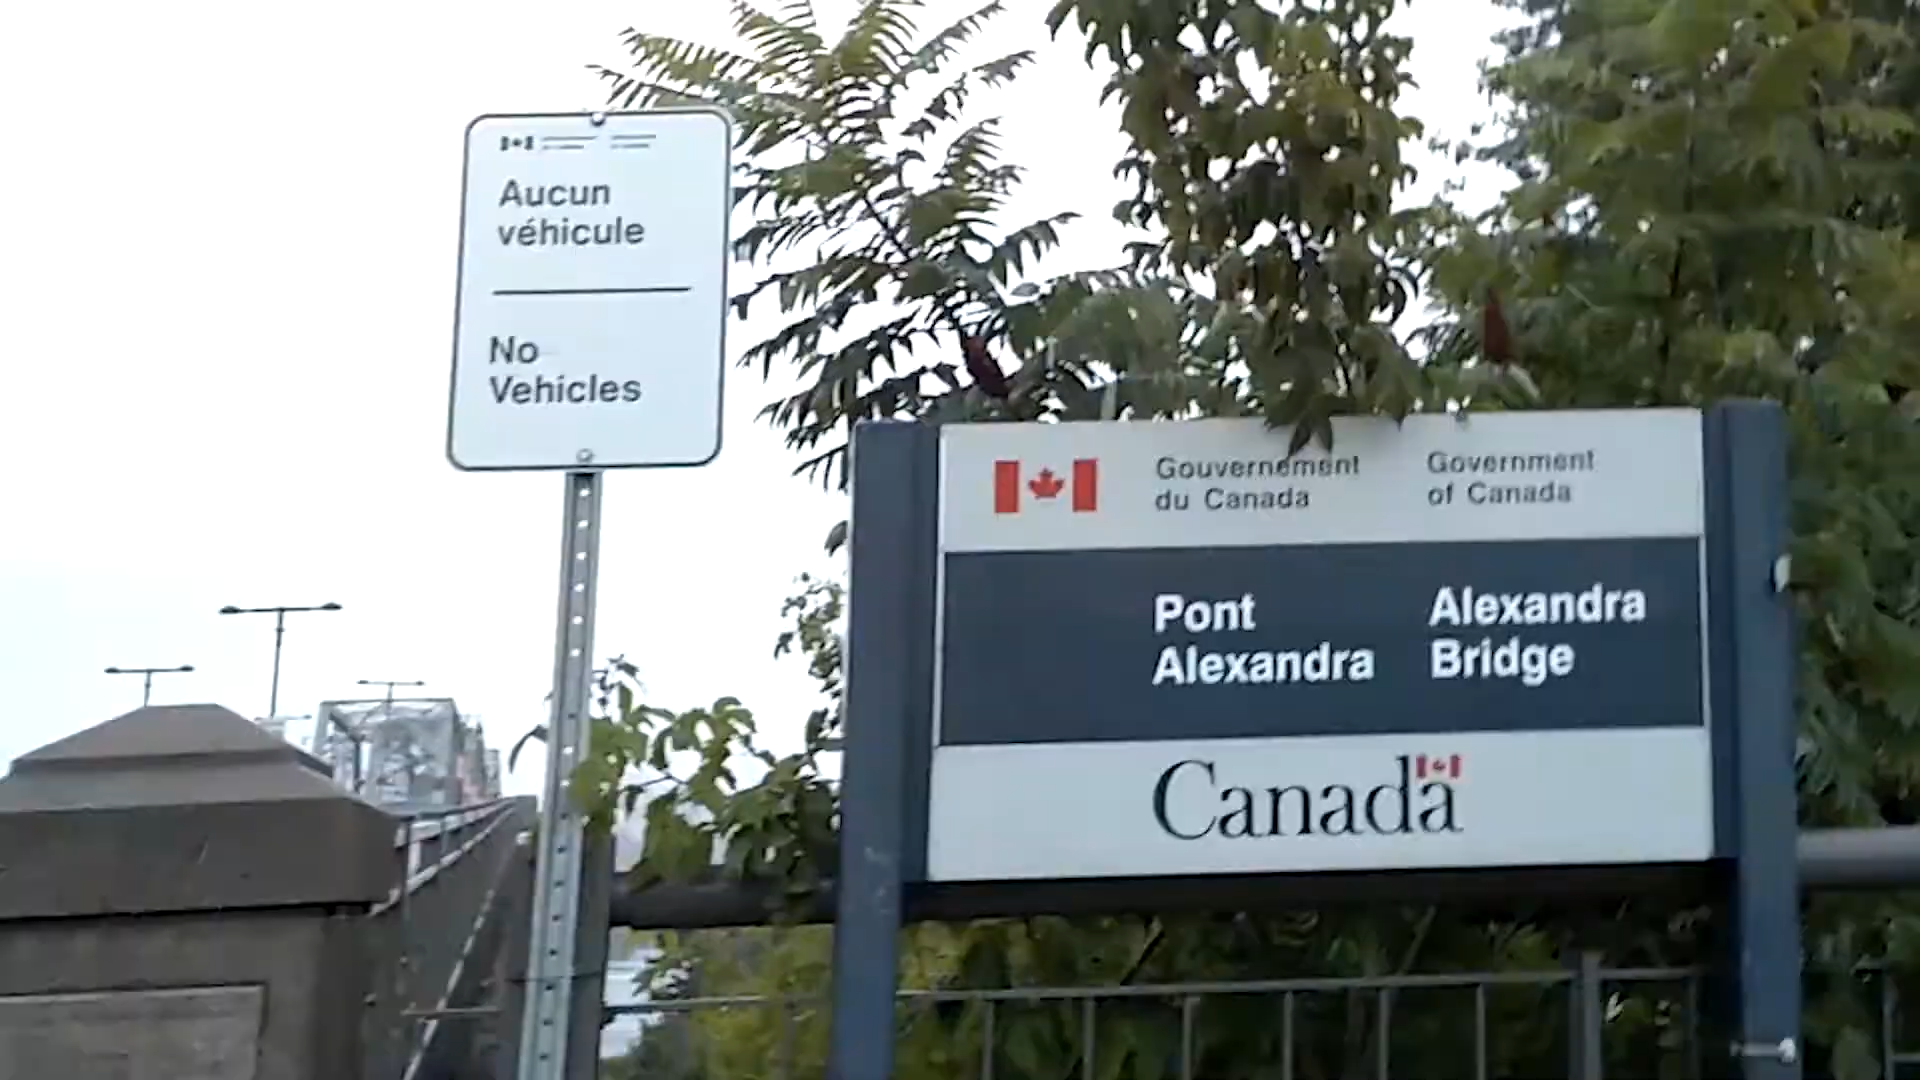 Aucun
véhicule
No
Vehicles
Gouvernement
du Canada
Government
of Canada
Pont
Alexandra
Alexandra
Bridge
Canada